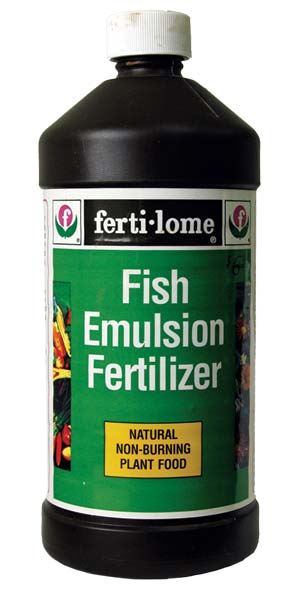 ferti·lome®
Fish
Emulsion
Fertilizer
NATURAL
NON-BURNING
PLANT FOOD